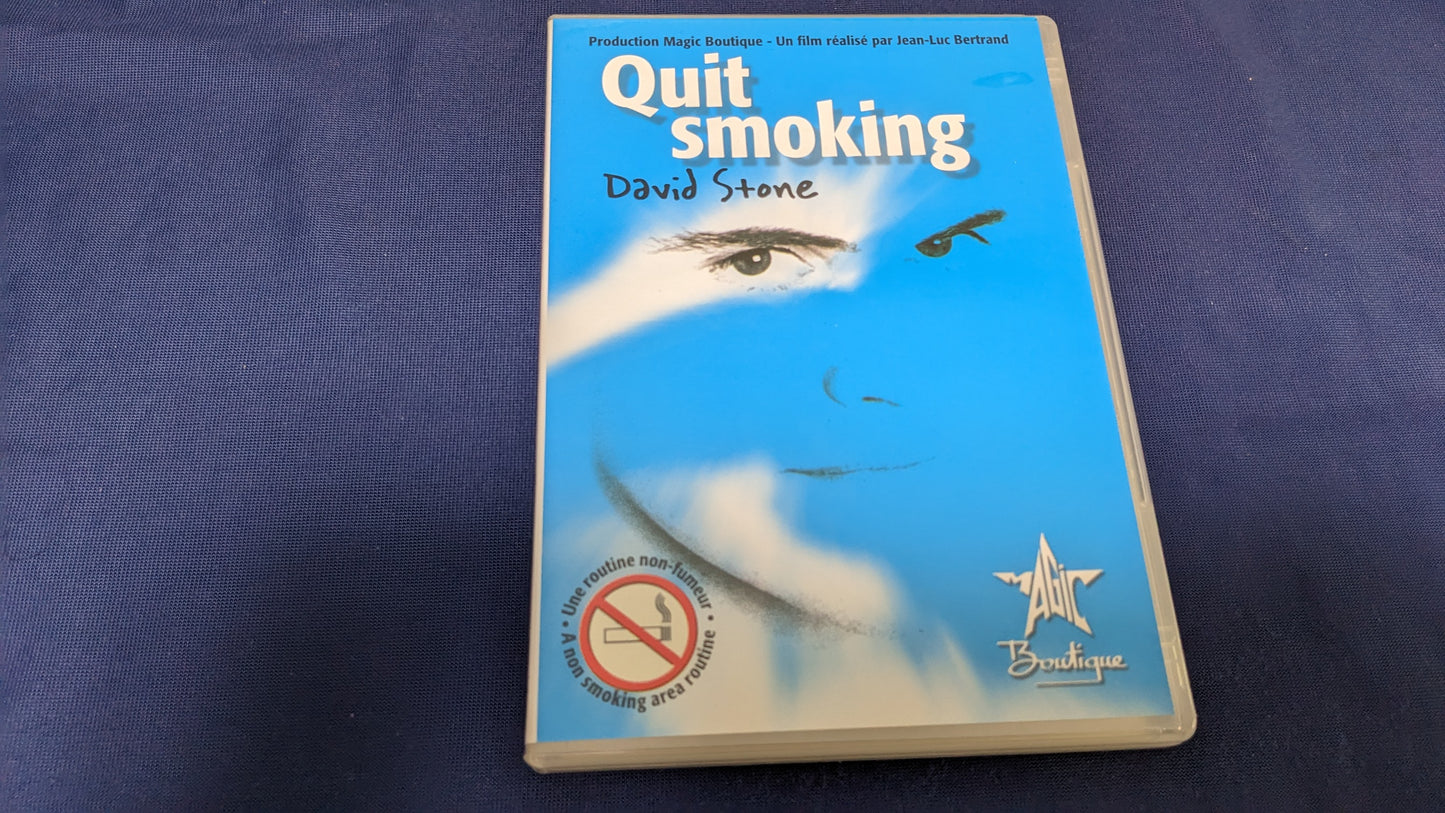 Production Magic Boutique - Un film réalisé par Jean-Luc Bertrand
Quit
smoking
David Stone
• Une routine non-fumeur •
A non smoking area routine
MAGIC
Boutique